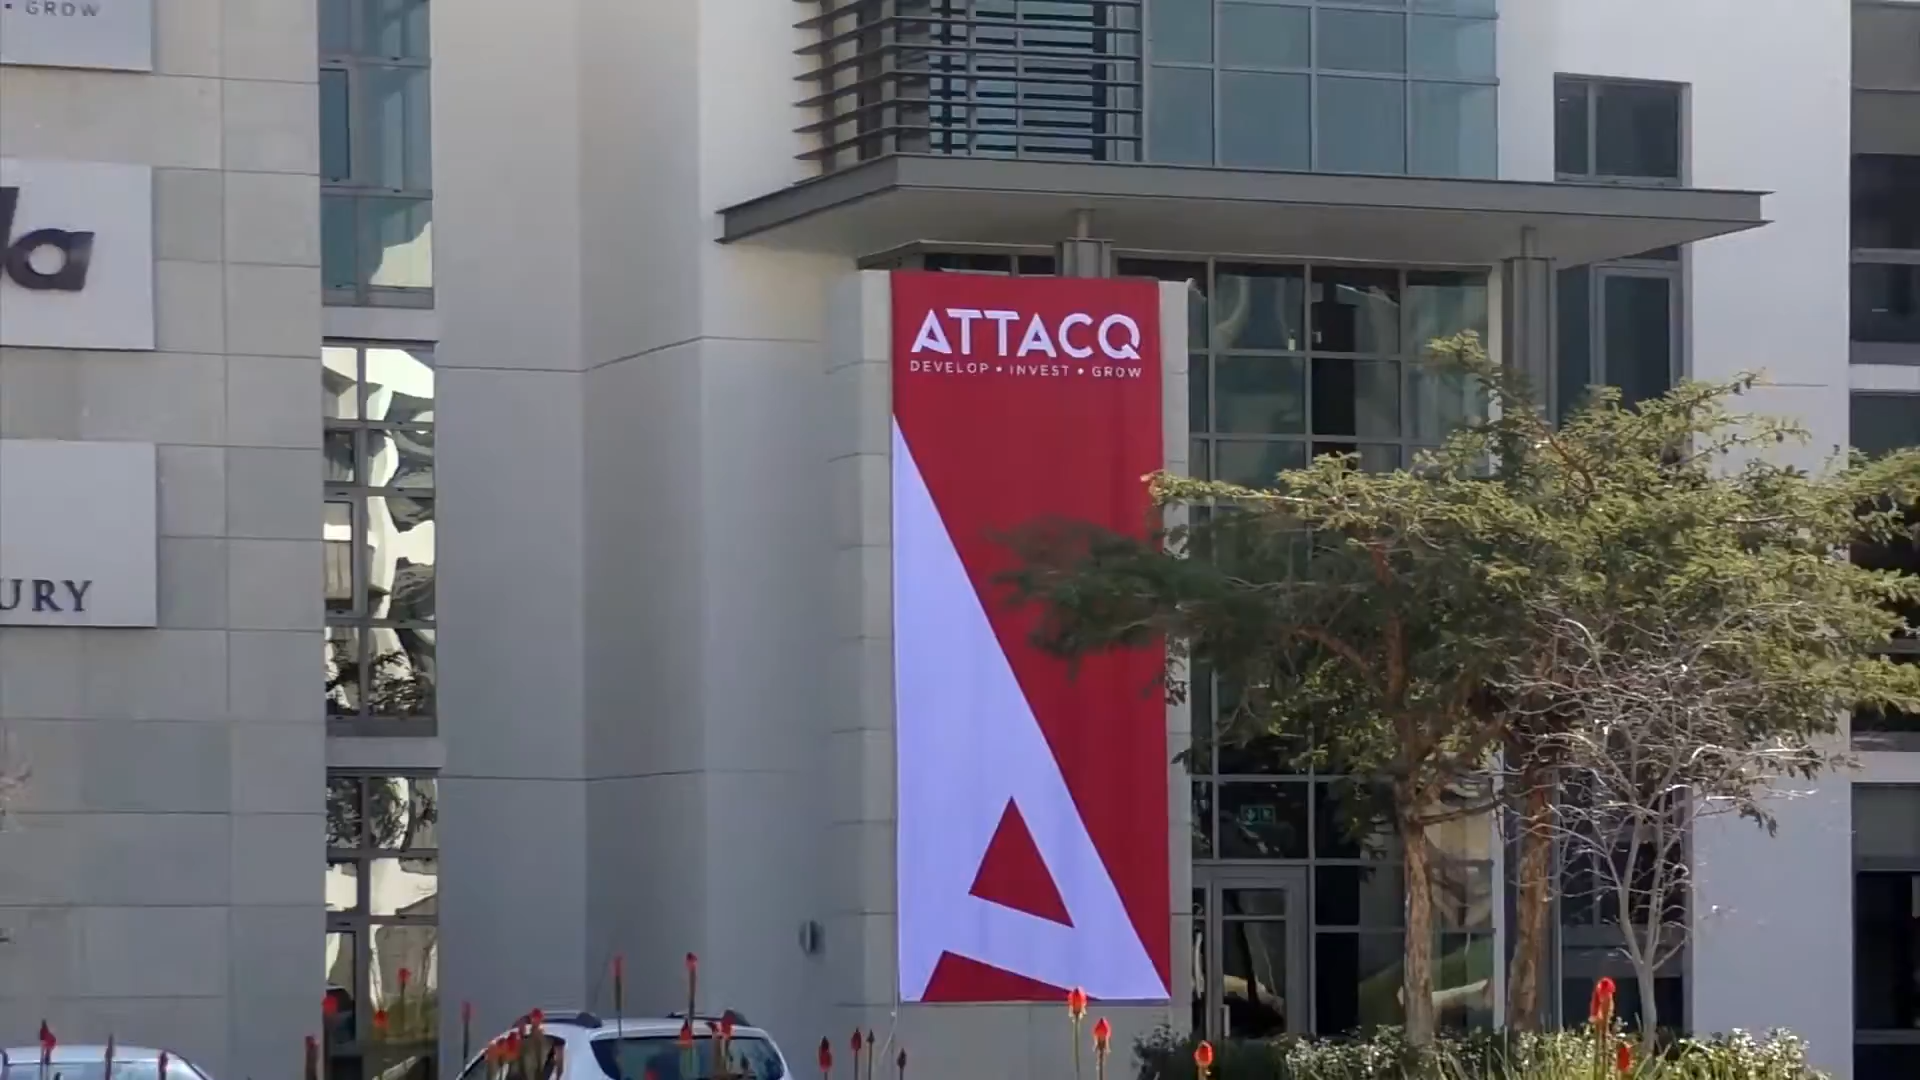 • GROW
la
URY
ATTACQ
DEVELOP • INVEST • GROW